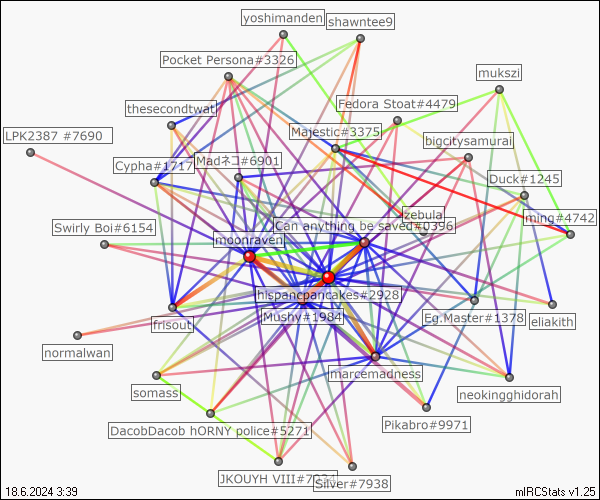 yoshimanden
shawntee9
Pocket Persona#3326
mukszi
Fedora Stoat#4479
thesecondtwat
LPK2387 #7690
Majestic#3375
bigcitysamurai
Cypha#1717
Madネコ#6901
Duck#1245
zebula
ming#4742
Swirly Boi#6154
Can anything be saved#0396
moonraven
hispancpancakes#2928
Mushy#1984
frisout
Eg.Master#1378
eliakith
normalwan
marcemadness
somass
neokingghidorah
DacobDacob hORNY police#5271
Pikabro#9971
JKOUYH VIII
Silver#7938
18.6.2024 3:39
mIRCStats v1.25